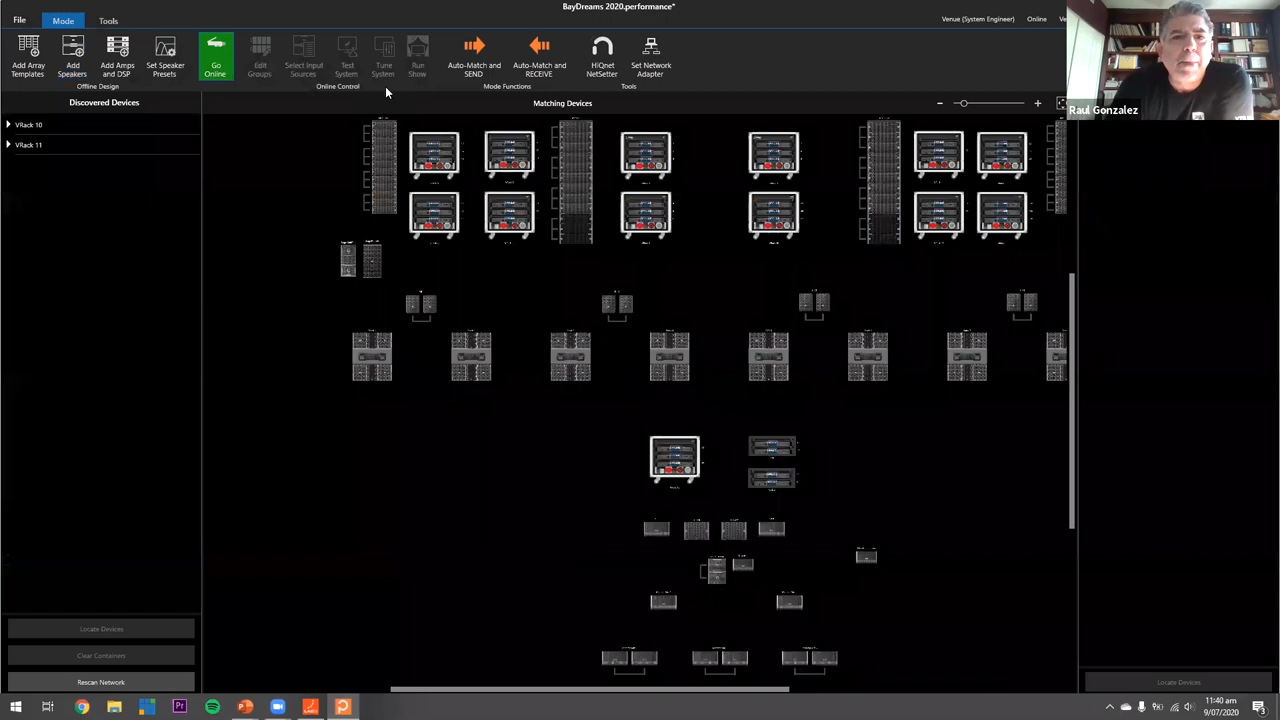 BayDreams 2020.performance*
File
Mode
Tools
Venue (System Engineer)
Online
Ve
Add Array Templates
Add Speakers
Add Amps and DSP
Set Speaker Presets
Go Online
Edit Groups
Select Input Sources
Test System
Tune System
Run Show
Auto-Match and SEND
Auto-Match and RECEIVE
HiQnet NetSetter
Set Network Adapter
Offline Design
Online Control
Mode Functions
Tools
Discovered Devices
Matching Devices
VRack 10
VRack 11
Raul Gonzalez
Locate Devices
Clear Containers
Rescan Network
Locate Devices
11:40 am
9/07/2020